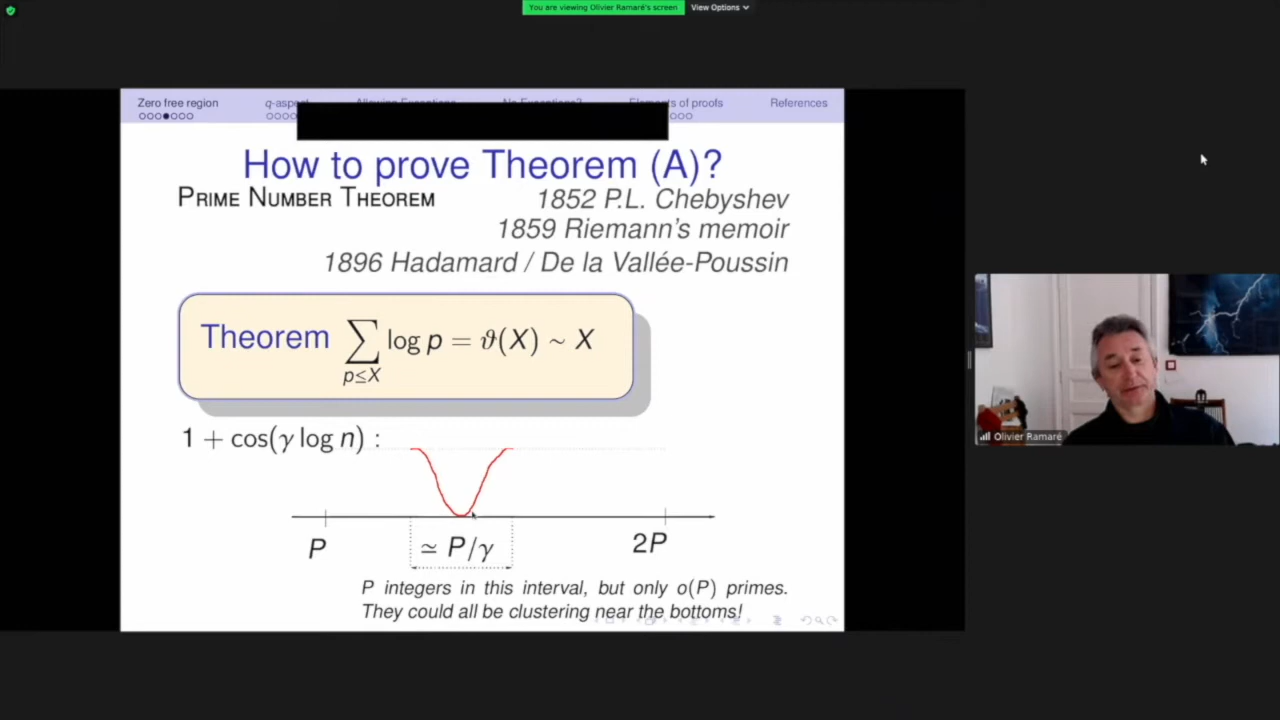 You are viewing Olivier Ramaré's screen View Options
Zero free region q-aspect Allowing Exceptions No Exceptions? Elements of proofs References
How to prove Theorem (A)?
PRIME NUMBER THEOREM 1852 P.L. Chebyshev
1859 Riemann's memoir
1896 Hadamard / De la Vallée-Poussin
Theorem ∑ log p = ϑ(X) ~ X
p≤X
1 + cos(γ log n) :
P ≃ P/γ 2P
P integers in this interval, but only o(P) primes.
They could all be clustering near the bottoms!
Olivier Ramaré